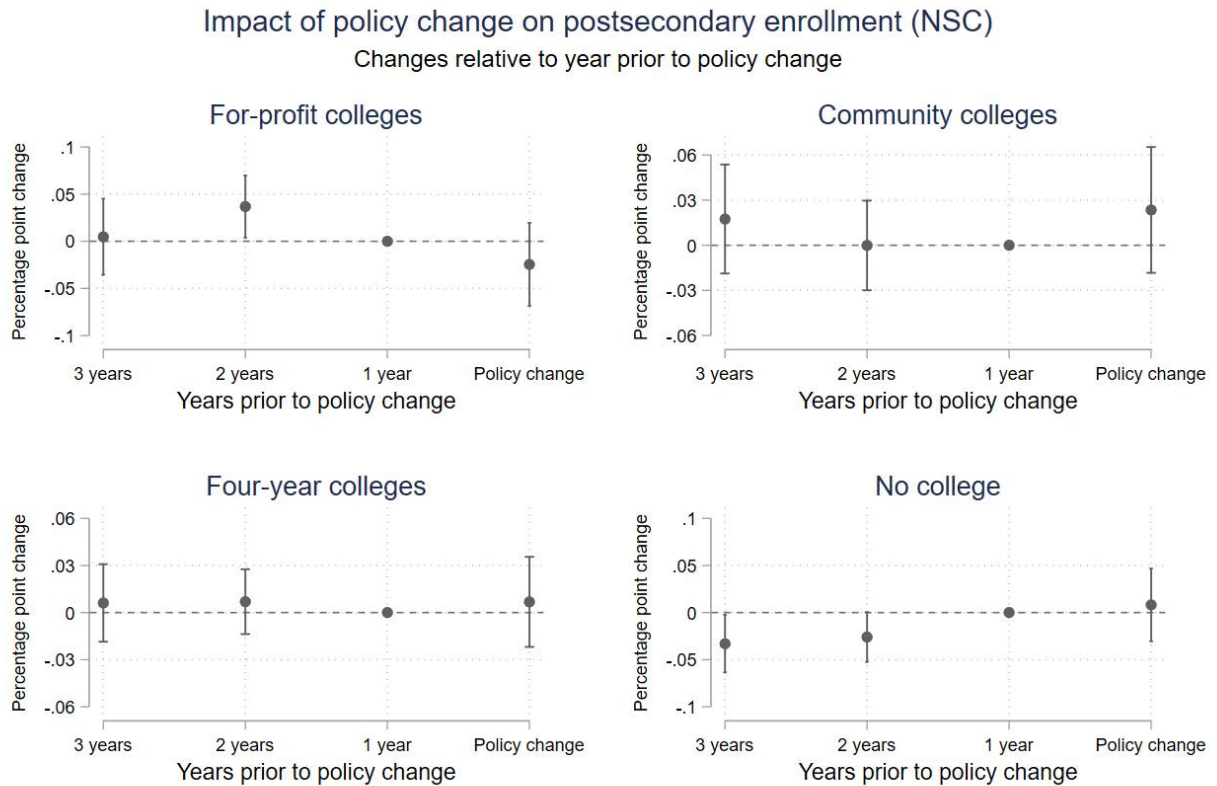 Impact of policy change on postsecondary enrollment (NSC)
Changes relative to year prior to policy change
For-profit colleges
Percentage point change
.1
.05
0
-.05
-.1
3 years
2 years
1 year
Policy change
Years prior to policy change
Community colleges
Percentage point change
.06
.03
0
-.03
-.06
3 years
2 years
1 year
Policy change
Years prior to policy change
Four-year colleges
Percentage point change
.06
.03
0
-.03
-.06
3 years
2 years
1 year
Policy change
Years prior to policy change
No college
Percentage point change
.1
.05
0
-.05
-.1
3 years
2 years
1 year
Policy change
Years prior to policy change